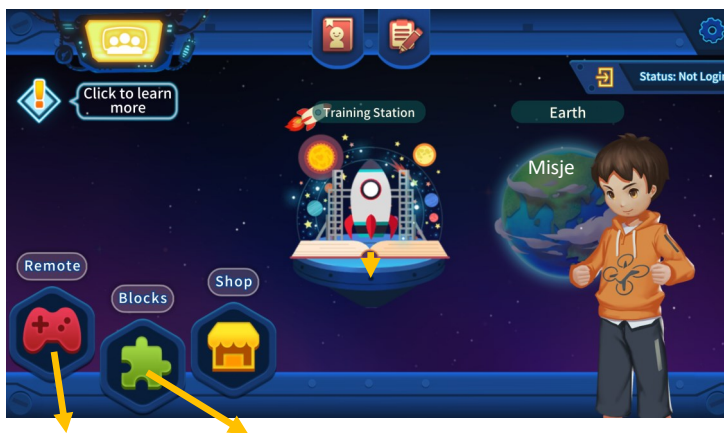 Status: Not Login
Click to learn
more
Training Station
Earth
Misje
Remote
Blocks
Shop